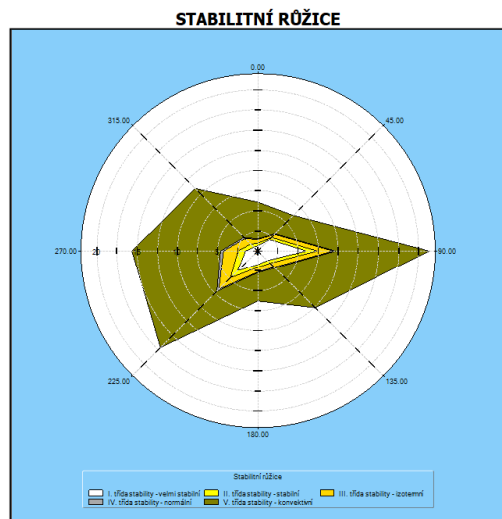 STABILITNÍ RŮŽICE
0.00
315.00
45.00
270.00
20
90.00
225.00
135.00
180.00
Stabilitní růžice
I. třída stability - velmi stabilní
II. třída stability - stabilní
III. třída stability - izotermní
IV. třída stability - normální
V. třída stability - konvektivní